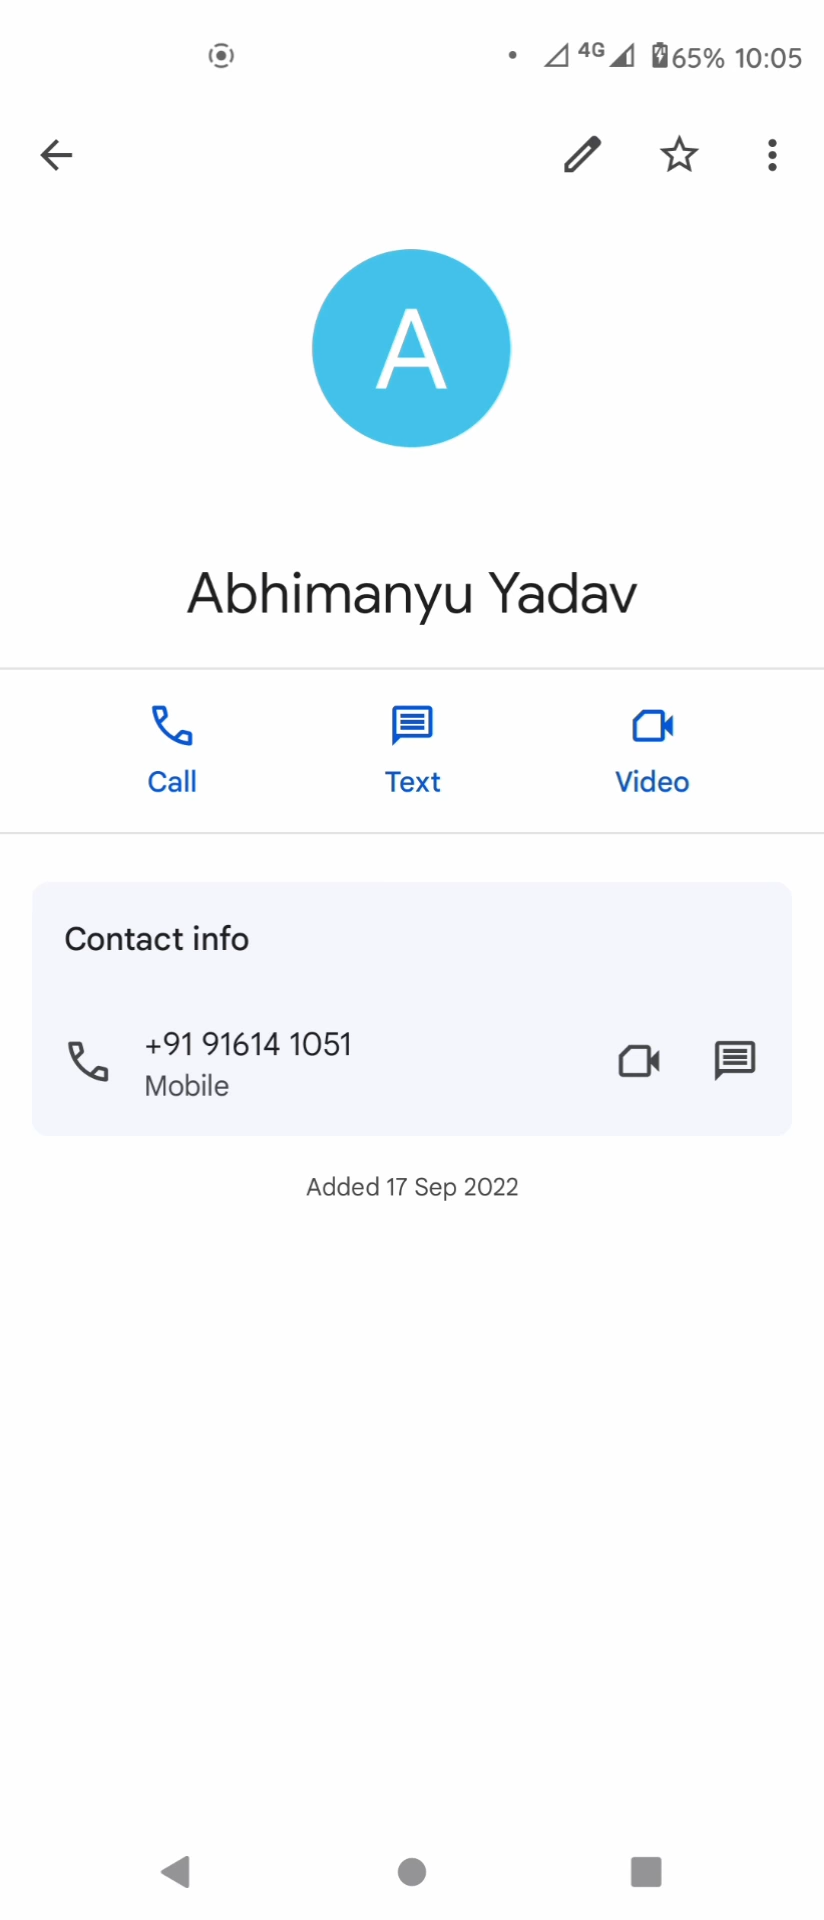 4G 65% 10:05
A
Abhimanyu Yadav
Call Text Video
Contact info
+91 91614 1051
Mobile
Added 17 Sep 2022